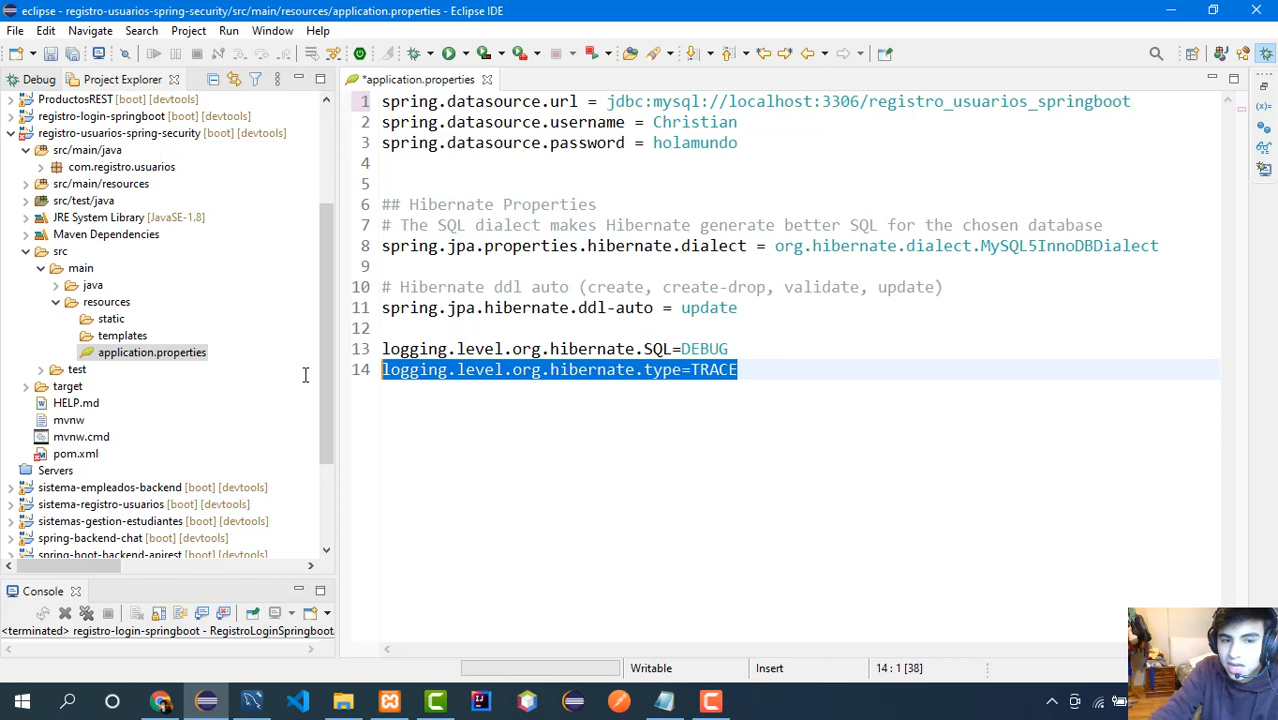 eclipse - registro-usuarios-spring-security/src/main/resources/application.properties - Eclipse IDE
File Edit Navigate Search Project Run Window Help
Debug Project Explorer
*application.properties
ProductosREST [boot] [devtools]
registro-login-springboot [boot] [devtools]
registro-usuarios-spring-security [boot] [devtools]
src/main/java
com.registro.usuarios
src/main/resources
src/test/java
JRE System Library [JavaSE-1.8]
Maven Dependencies
src
main
java
resources
static
templates
application.properties
test
target
HELP.md
mvnw
mvnw.cmd
pom.xml
Servers
sistema-empleados-backend [boot] [devtools]
sistema-registro-usuarios [boot] [devtools]
sistemas-gestion-estudiantes [boot] [devtools]
spring-backend-chat [boot] [devtools]
spring-boot-backend-apirest [boot] [devtools]
1 spring.datasource.url = jdbc:mysql://localhost:3306/registro_usuarios_springboot
2 spring.datasource.username = Christian
3 spring.datasource.password = holamundo
4
5
6 ## Hibernate Properties
7 # The SQL dialect makes Hibernate generate better SQL for the chosen database
8 spring.jpa.properties.hibernate.dialect = org.hibernate.dialect.MySQL5InnoDBDialect
9
10 # Hibernate ddl auto (create, create-drop, validate, update)
11 spring.jpa.hibernate.ddl-auto = update
12
13 logging.level.org.hibernate.SQL=DEBUG
14 logging.level.org.hibernate.type=TRACE
Console
<terminated> registro-login-springboot - RegistroLoginSpringboot
Writable Insert 14 : 1 [38]